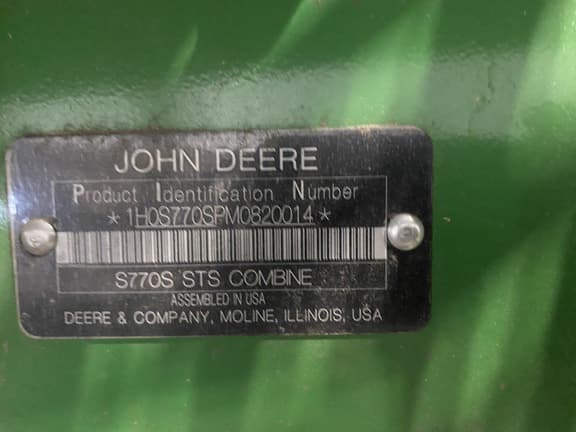 JOHN DEERE
Product Identification Number
*1H0S770SPM0820014*
S770S STS COMBINE
ASSEMBLED IN USA
DEERE & COMPANY, MOLINE, ILLINOIS, USA